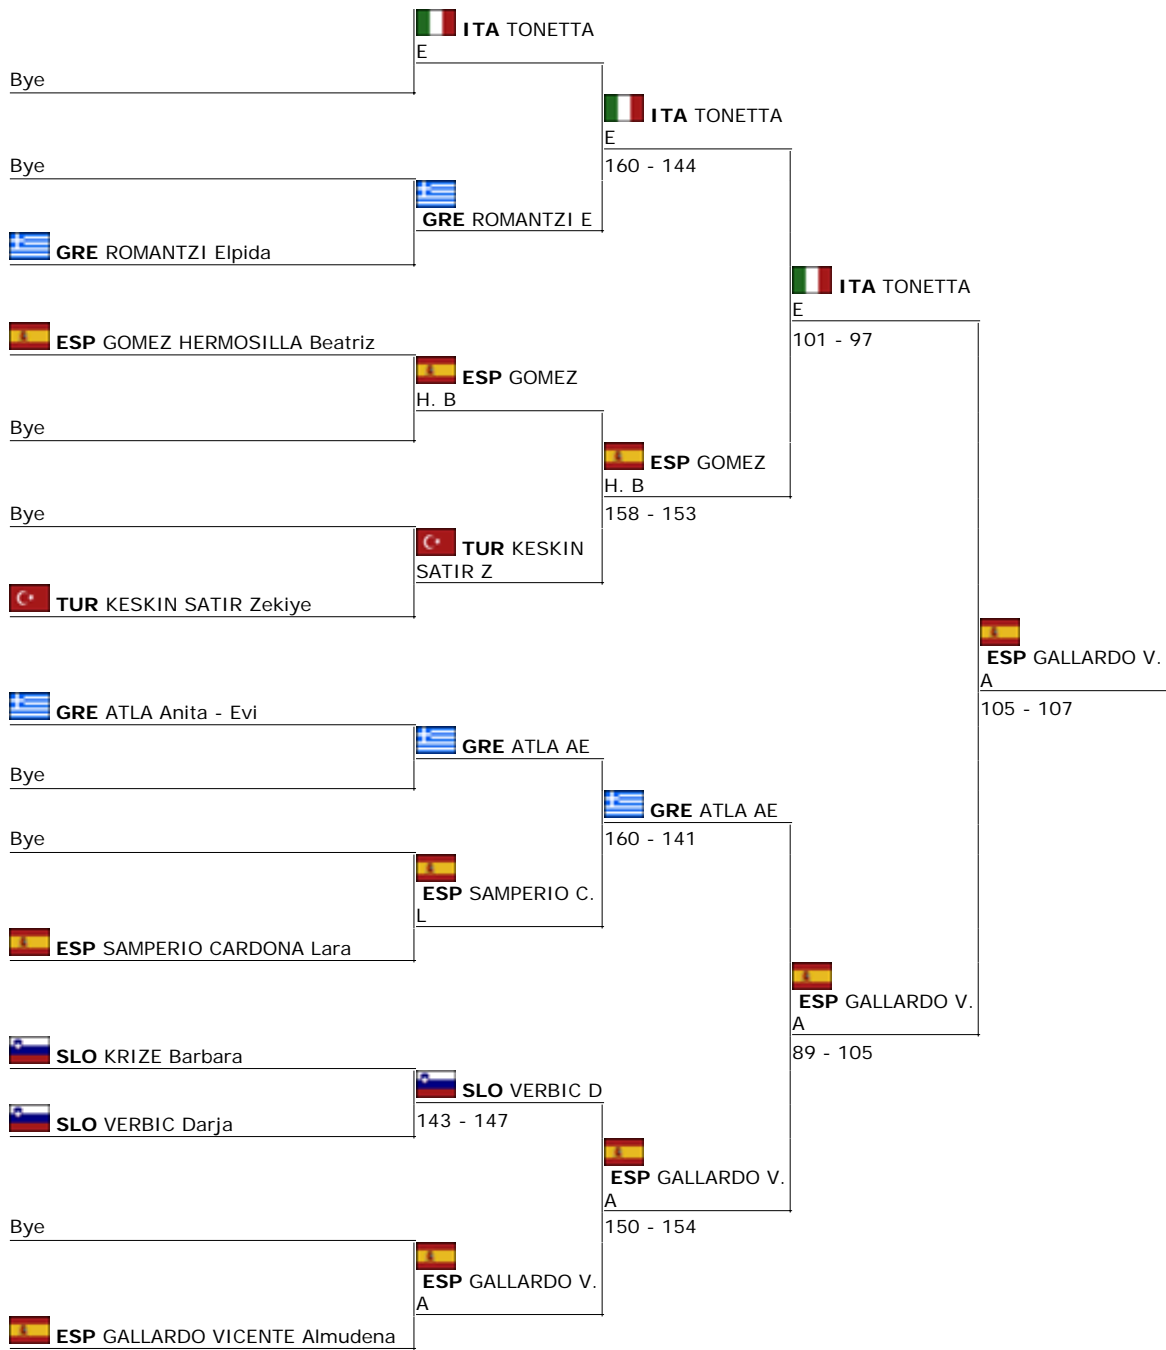 ITA TONETTA
E
Bye
Bye
GRE ROMANTZI Elpida
GRE ROMANTZI E
ITA TONETTA
E
160 - 144
ESP GOMEZ HERMOSILLA Beatriz
ESP GOMEZ
H. B
Bye
Bye
TUR KESKIN
SATIR Z
TUR KESKIN SATIR Zekiye
ESP GOMEZ
H. B
158 - 153
ITA TONETTA
E
101 - 97
GRE ATLA Anita - Evi
GRE ATLA AE
Bye
Bye
ESP SAMPERIO C.
L
ESP SAMPERIO CARDONA Lara
GRE ATLA AE
160 - 141
SLO KRIZE Barbara
SLO VERBIC D
143 - 147
SLO VERBIC Darja
Bye
ESP GALLARDO V.
A
ESP GALLARDO VICENTE Almudena
ESP GALLARDO V.
A
150 - 154
ESP GALLARDO V.
A
89 - 105
ESP GALLARDO V.
A
105 - 107